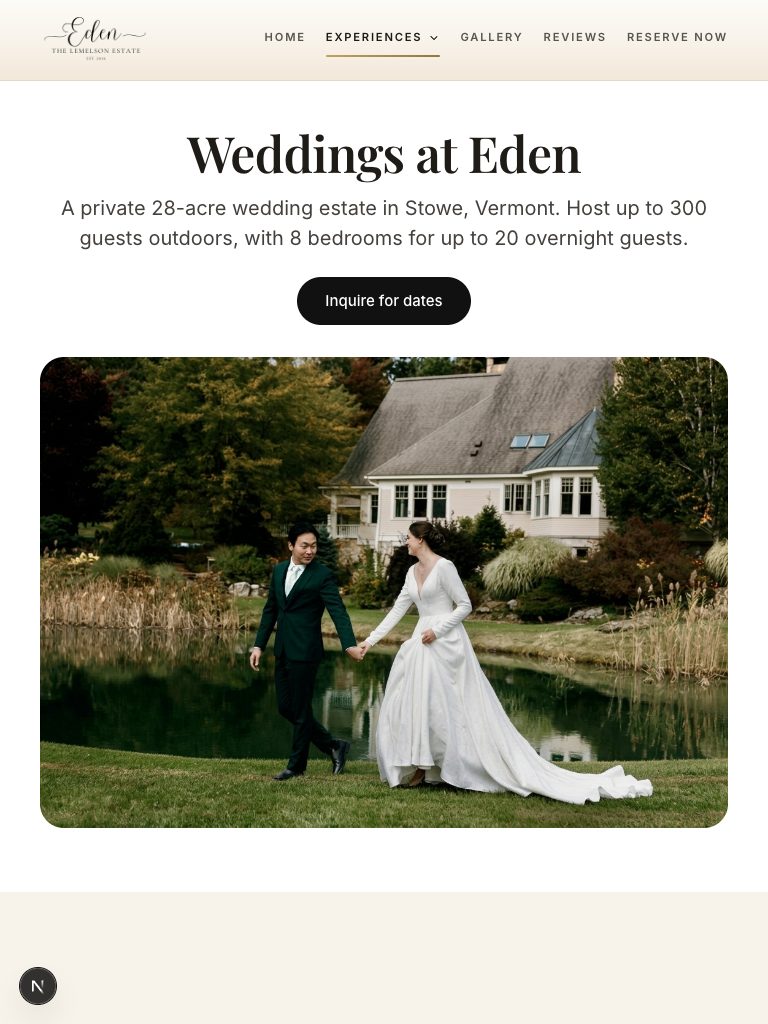 Eden
THE LEMELSON ESTATE
HOME
EXPERIENCES
GALLERY
REVIEWS
RESERVE NOW
Weddings at Eden
A private 28-acre wedding estate in Stowe, Vermont. Host up to 300
guests outdoors, with 8 bedrooms for up to 20 overnight guests.
Inquire for dates
N